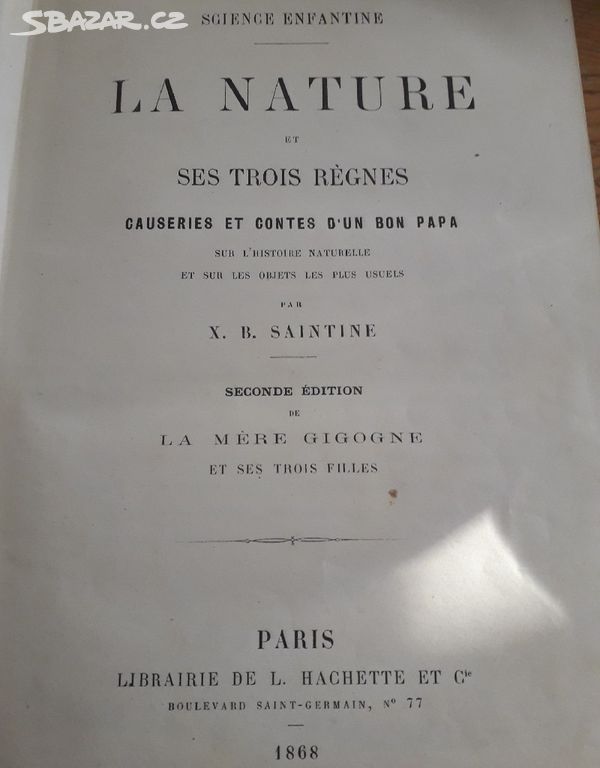 SBAZAR.CZ
SCIENCE ENFANTINE
LA NATURE
ET
SES TROIS RÈGNES
CAUSERIES ET CONTES D'UN BON PAPA
SUR L'HISTOIRE NATURELLE
ET SUR LES OBJETS LES PLUS USUELS
PAR
X. B. SAINTINE
SECONDE ÉDITION
DE
LA MÈRE GIGOGNE
ET SES TROIS FILLES
PARIS
LIBRAIRIE DE L. HACHETTE ET Cie
BOULEVARD SAINT-GERMAIN, N° 77
1868